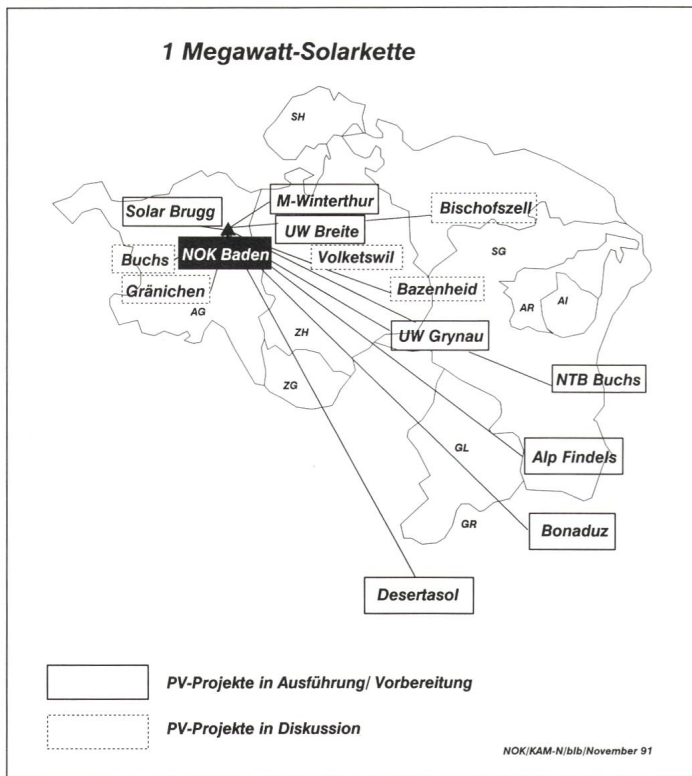 1 Megawatt-Solarkette
SH
M-Winterthur
Solar Brugg
Bischofszell
UW Breite
Buchs
NOK Baden
Volketswil
SG
Gränichen
Bazenheid
AG
AR
AI
ZH
UW Grynau
ZG
NTB Buchs
GL
Alp Findels
GR
Bonaduz
Desertasol
PV-Projekte in Ausführung/ Vorbereitung
PV-Projekte in Diskussion
NOK/KAM-N/blb/November 91